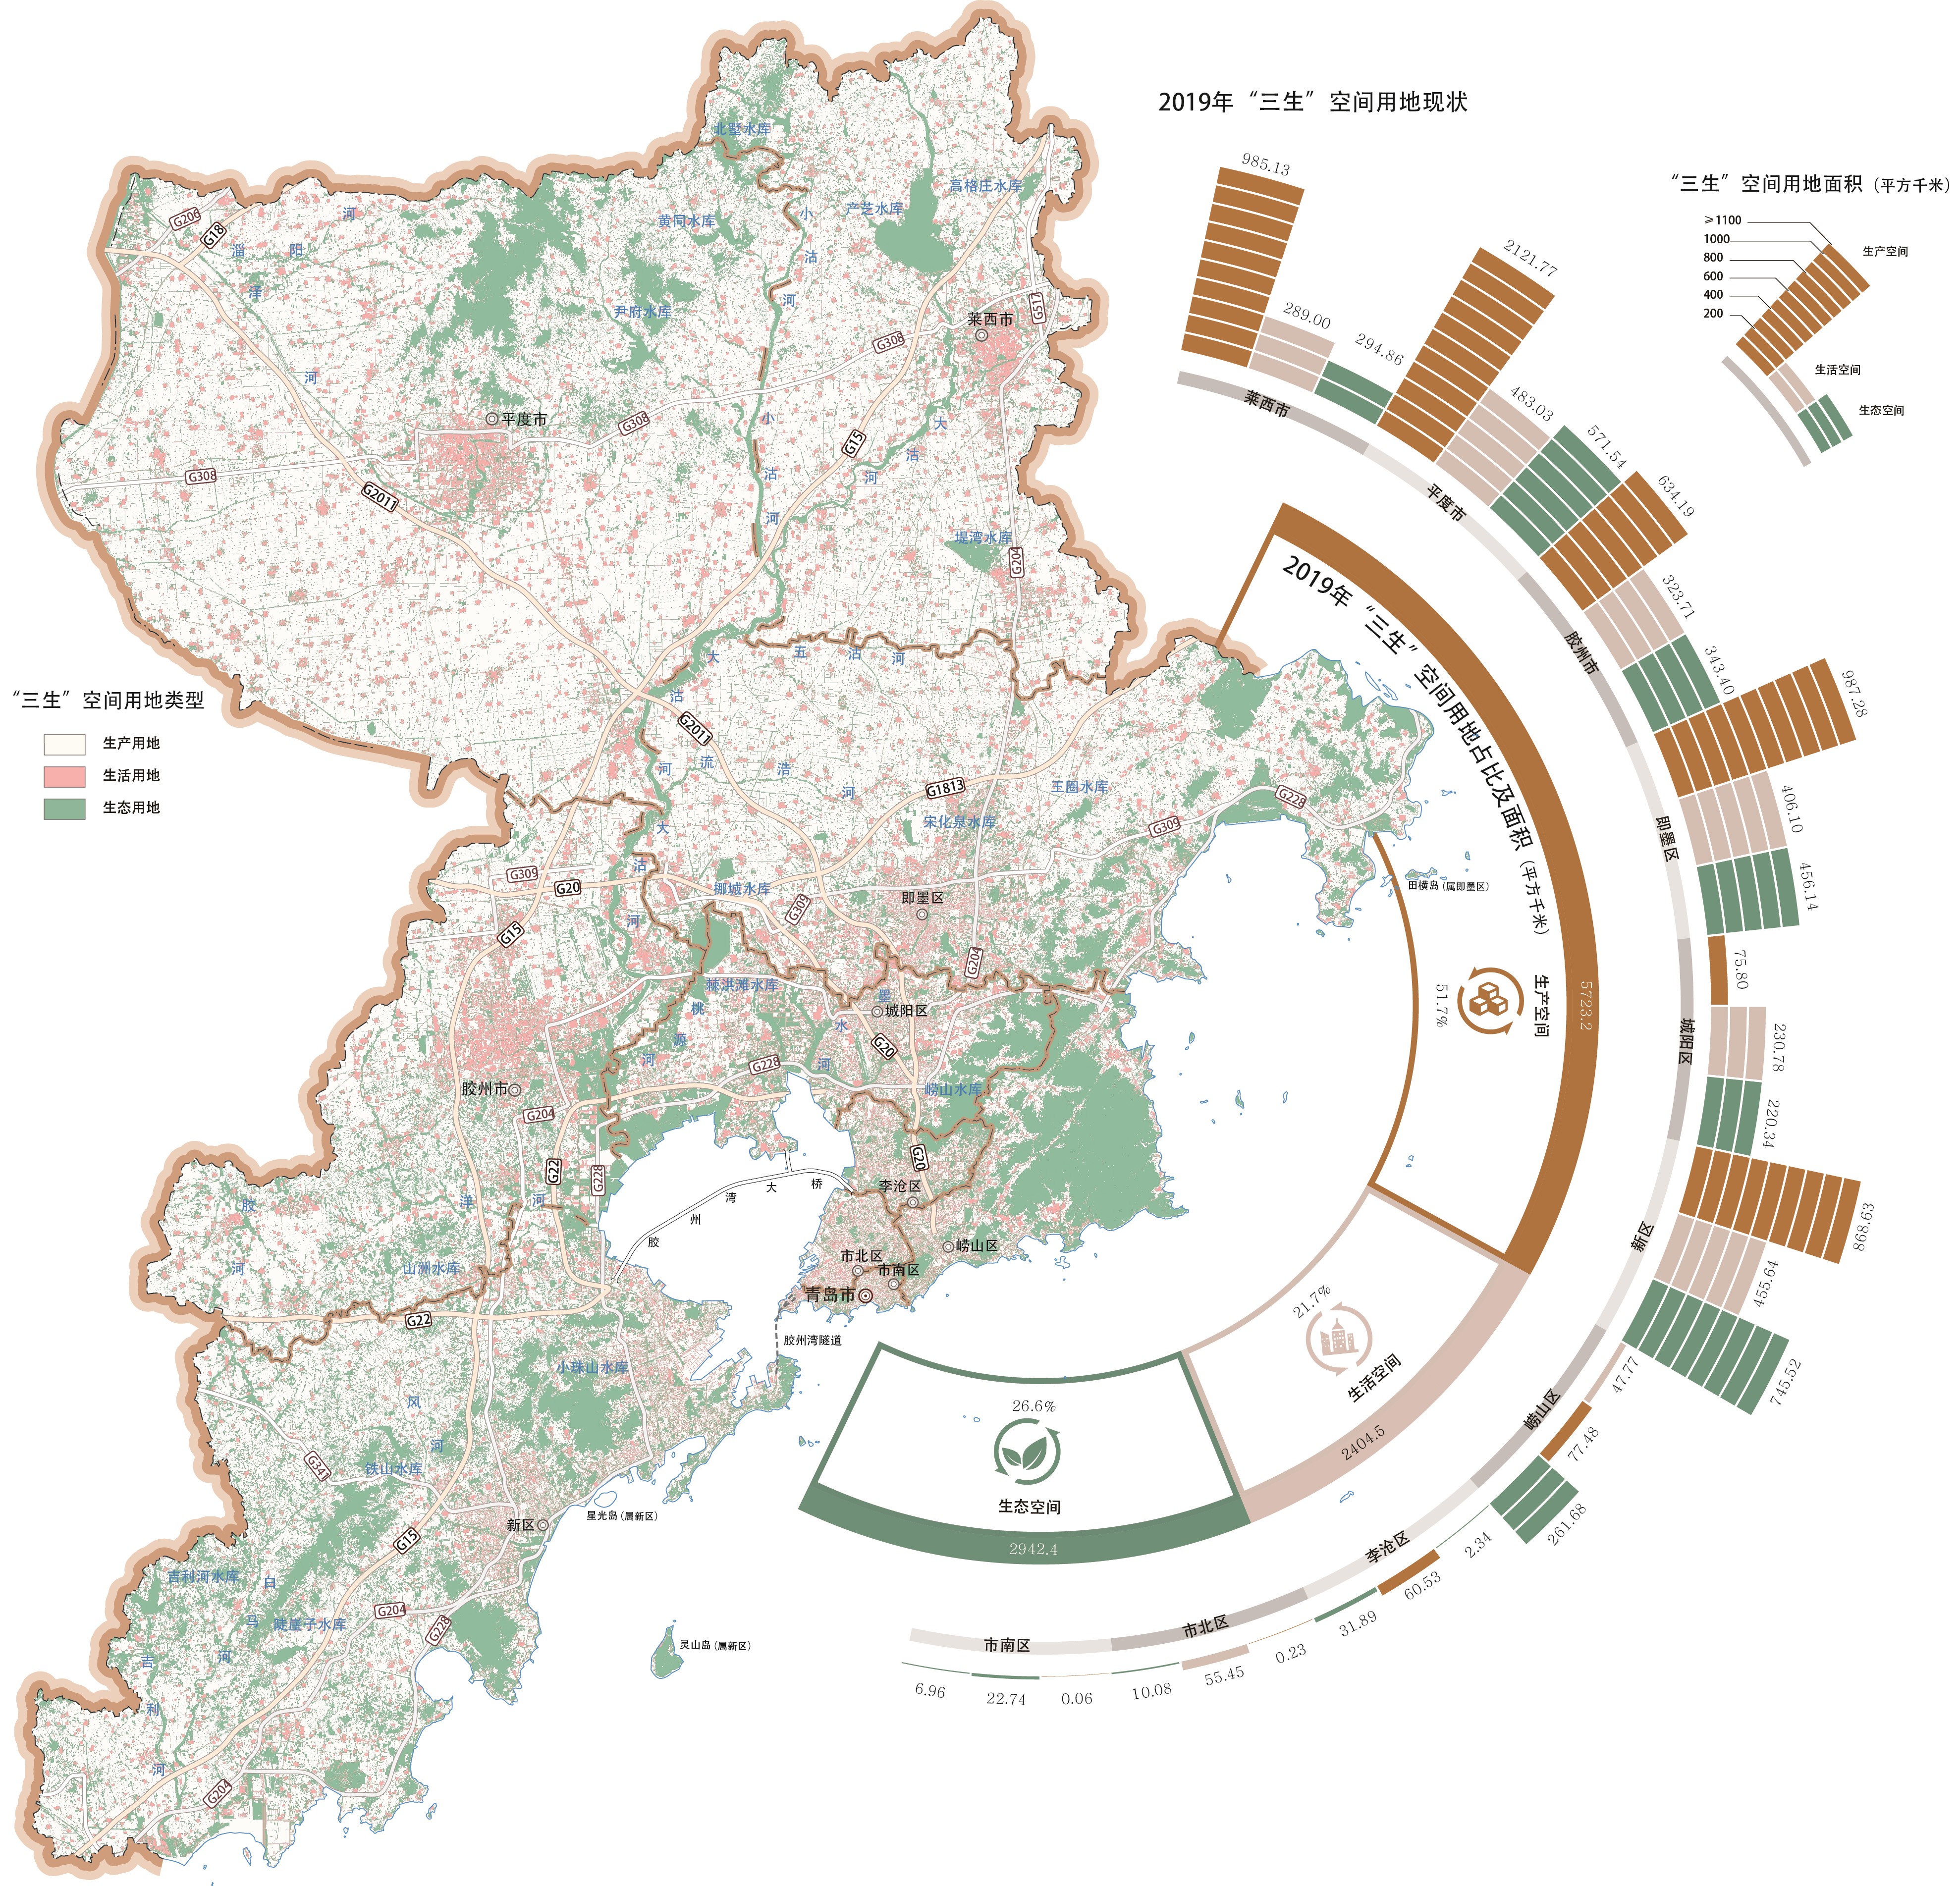 2019年“三生”空间用地现状
“三生”空间用地面积（平方千米）
≥1100
1000
800
600
400
200
生产空间
生活空间
生态空间
985.13
289.00
294.86
莱西市
2121.77
483.03
571.54
平度市
634.19
323.71
343.40
胶州市
987.28
406.10
456.14
即墨区
75.80
230.78
220.34
城阳区
868.63
455.64
745.52
新区
47.77
77.48
261.68
崂山区
2.34
60.53
31.89
李沧区
0.23
55.45
10.08
市北区
0.06
22.74
6.96
市南区
2019年“三生”空间用地占比及面积（平方千米）
生产空间
51.7%
5723.2
21.7%
生活空间
2404.5
26.6%
生态空间
2942.4
“三生”空间用地类型
生产用地
生活用地
生态用地
北墅水库
高格庄水库
产芝水库
黄同水库
尹府水库
G206
G18
淄阳河
泽河
小沽河
莱西市
G517
G308
平度市
G308
G308
G2011
小沽河
G15
大沽河
堤湾水库
G204
大沽河
五沽河
G2011
流浩河
G1813
王圈水库
宋化泉水库
G228
G309
田横岛（属即墨区）
大沽河
G309
G20
挪城水库
G309
即墨区
G15
G204
棘洪滩水库
桃源河
墨水河
城阳区
G20
G228
崂山水库
胶州市
G204
G22
G228
G20
李沧区
胶州湾大桥
胶河
洋河
山洲水库
崂山区
市北区
市南区
青岛市
G22
胶州湾隧道
小珠山水库
风河
G341
铁山水库
新区
星光岛（属新区）
G15
吉利河水库
白马河
陡崖子水库
G204
G228
灵山岛（属新区）
吉利河
G204